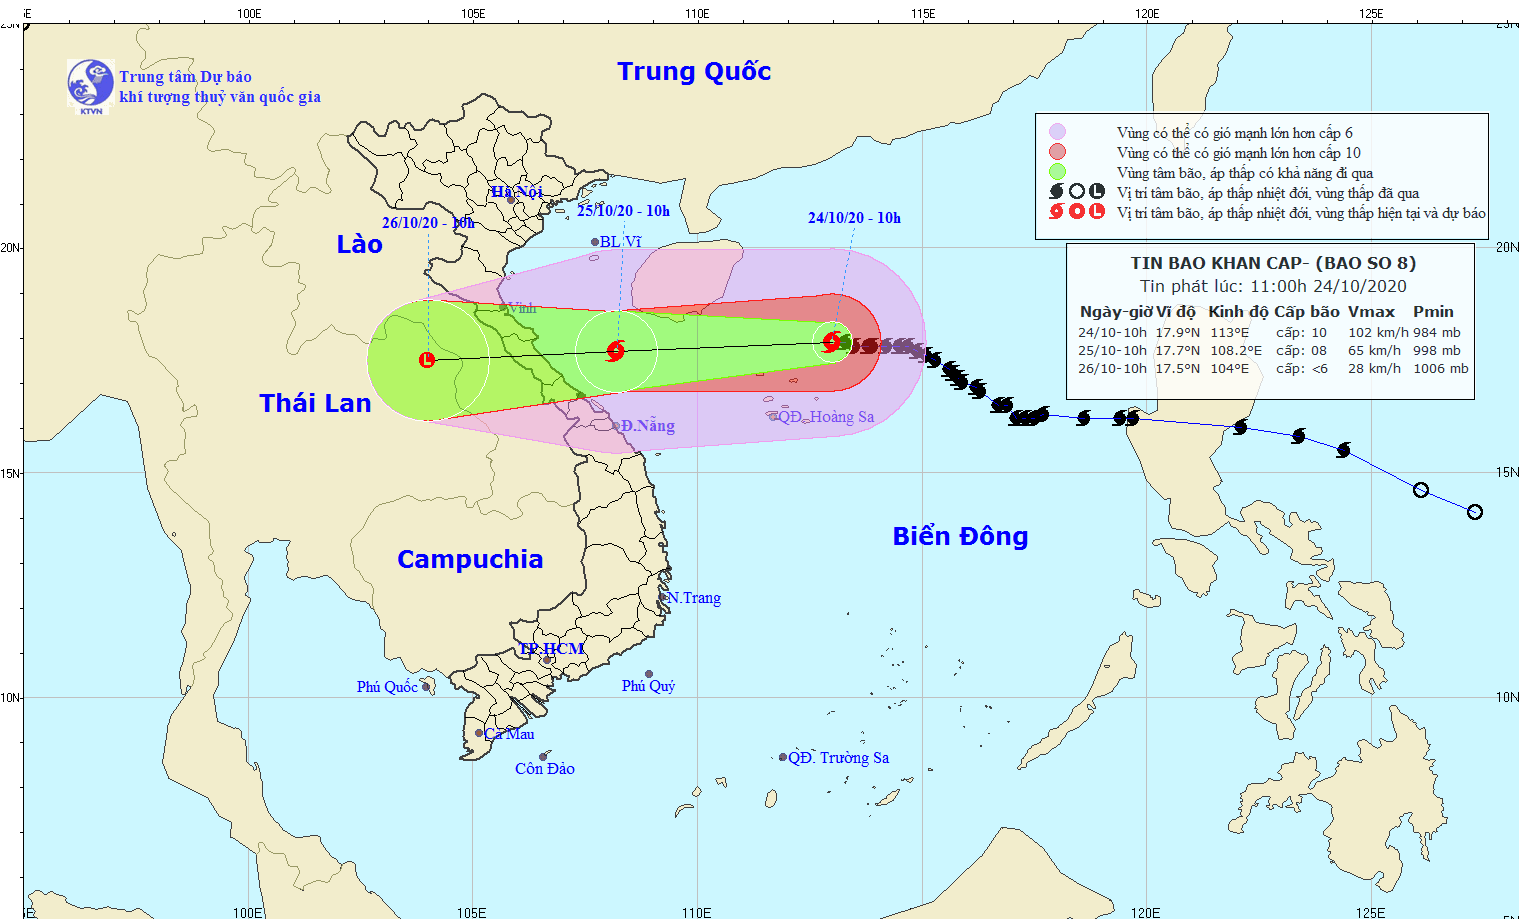 100E 105E 110E 115E 120E 125E
Trung tâm Dự báo
khí tượng thuỷ văn quốc gia
KTVN
Trung Quốc
Vùng có thể có gió mạnh lớn hơn cấp 6
Vùng có thể có gió mạnh lớn hơn cấp 10
Vùng tâm bão, áp thấp có khả năng đi qua
L Vị trí tâm bão, áp thấp nhiệt đới, vùng thấp đã qua
L Vị trí tâm bão, áp thấp nhiệt đới, vùng thấp hiện tại và dự báo
Hà Nội
25/10/20 - 10h
24/10/20 - 10h
26/10/20 - 10h
Lào
BL Vĩ
20N 20N
TIN BAO KHAN CAP- (BAO SO 8)
Tin phát lúc: 11:00h 24/10/2020
Ngày-giờ Vĩ độ Kinh độ Cấp bão Vmax Pmin
24/10-10h 17.9°N 113°E cấp: 10 102 km/h 984 mb
25/10-10h 17.7°N 108.2°E cấp: 08 65 km/h 998 mb
26/10-10h 17.5°N 104°E cấp: <6 28 km/h 1006 mb
Vinh
L
Thái Lan
QĐ. Hoàng Sa
Đ.Nẵng
15N 15N
Biển Đông
Campuchia
N.Trang
TP.HCM
Phú Quốc
Phú Quý
10N 10N
Cà Mau
QĐ. Trường Sa
Côn Đảo
100E 105E 110E 115E 120E 125E